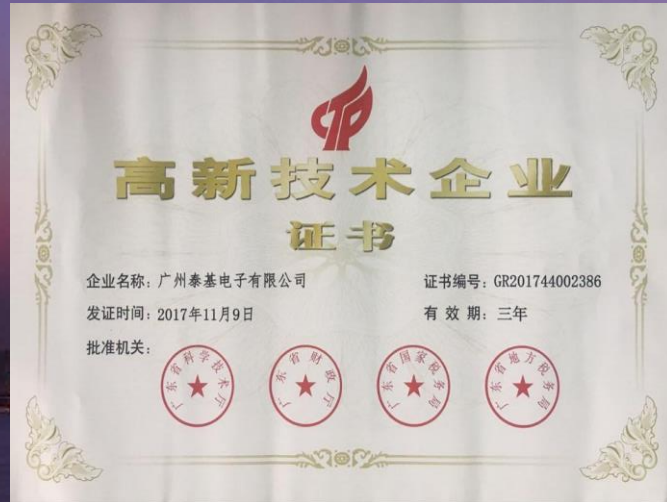 高新技术企业
证书
企业名称：广州泰基电子有限公司
证书编号：GR201744002386
发证时间：2017年11月9日
有效期：三年
批准机关：
广东省科学技术厅
广东省财政厅
广东省国家税务局
广东省地方税务局